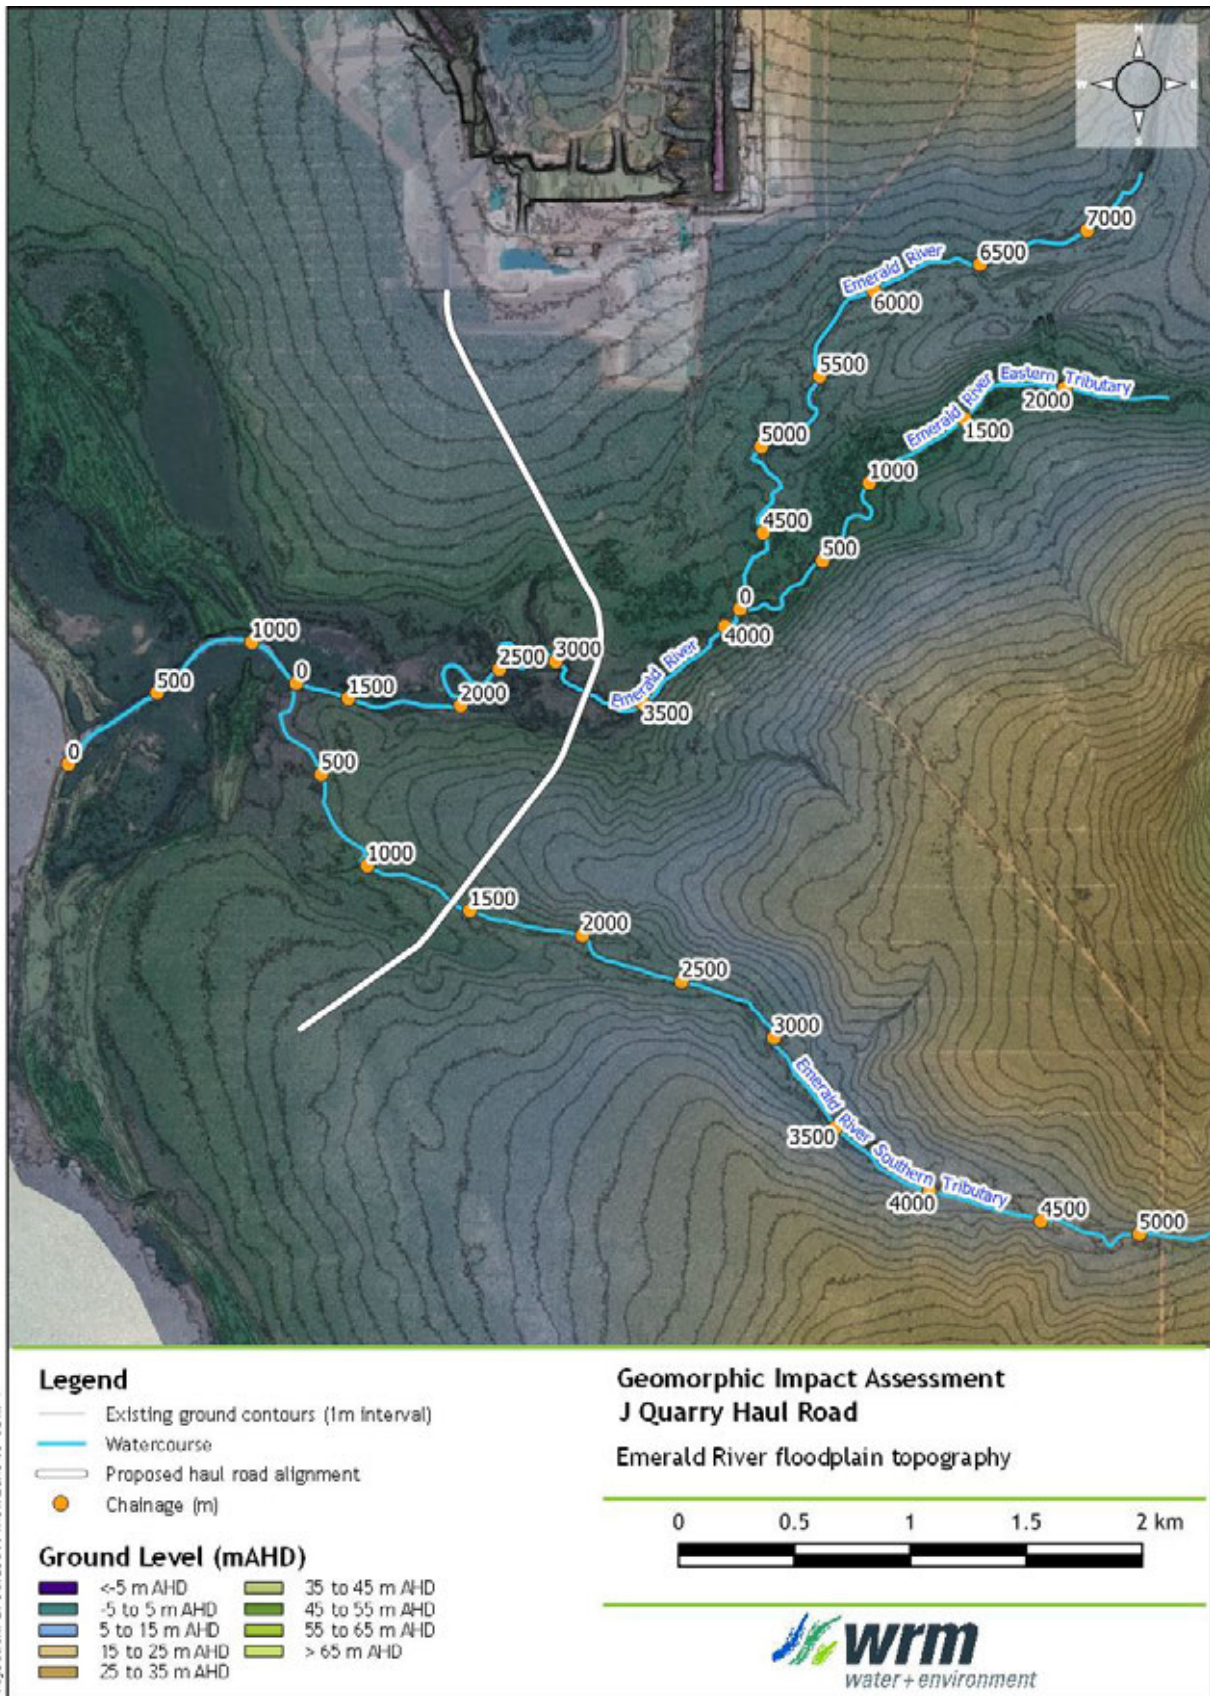 N
W
E
S
7000
6500
Emerald River
6000
5500
Emerald River Eastern Tributary
2000
1500
5000
1000
4500
500
0
4000
1000
3000
2500
0
500
1500
2000
Emerald River
3500
0
500
1000
1500
2000
2500
3000
Emerald River Southern Tributary
3500
4000
4500
5000
Legend
Existing ground contours (1m interval)
Watercourse
Proposed haul road alignment
Chainage (m)
Ground Level (mAHD)
<-5 m AHD
-5 to 5 m AHD
5 to 15 m AHD
15 to 25 m AHD
25 to 35 m AHD
35 to 45 m AHD
45 to 55 m AHD
55 to 65 m AHD
> 65 m AHD
Geomorphic Impact Assessment
J Quarry Haul Road
Emerald River floodplain topography
0 0.5 1 1.5 2 km
wrm
water + environment